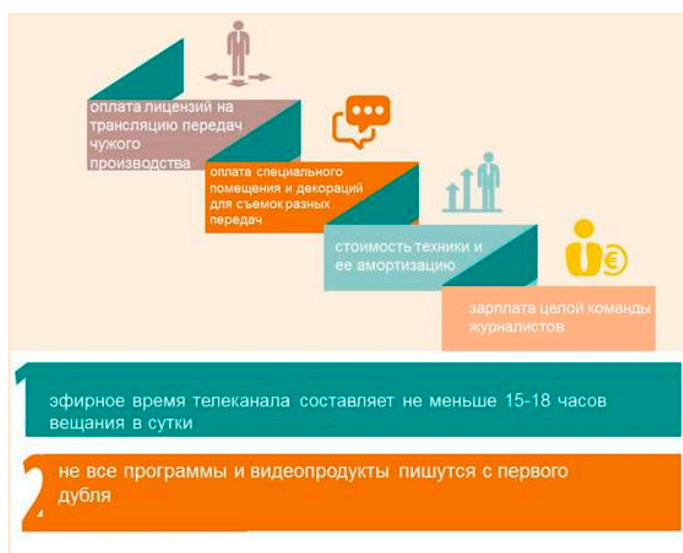 оплата лицензий на
трансляцию передач
чужого
производства
оплата специального
помещения и декораций
для съемок разных
передач
стоимость техники и
ее амортизацию
€
зарплата целой команды
журналистов
1
эфирное время телеканала составляет не меньше 15-18 часов
вещания в сутки
2
не все программы и видеопродукты пишутся с первого
дубля